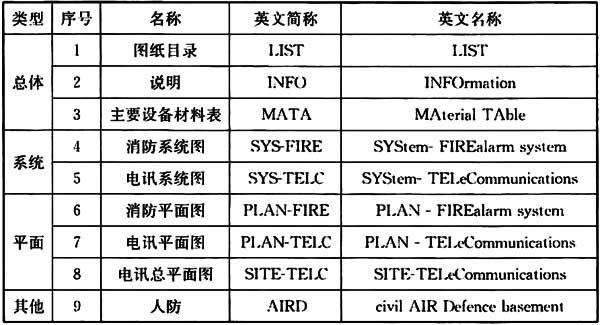 类型 序号 名称 英文简称 英文名称
总体 1 图纸目录 LIST LIST
2 说明 INFO INFOrmation
3 主要设备材料表 MATA MAterial TAble
系统 4 消防系统图 SYS-FIRE SYStem- FIREalarm system
5 电讯系统图 SYS-TELC SYStem- TELeCommunications
平面 6 消防平面图 PLAN-FIRE PLAN - FIREalarm system
7 电讯平面图 PLAN-TELC PLAN - TELeCommunications
8 电讯总平面图 SITE-TELC SITE-TELeCommunications
其他 9 人防 AIRD civil AIR Defence basement